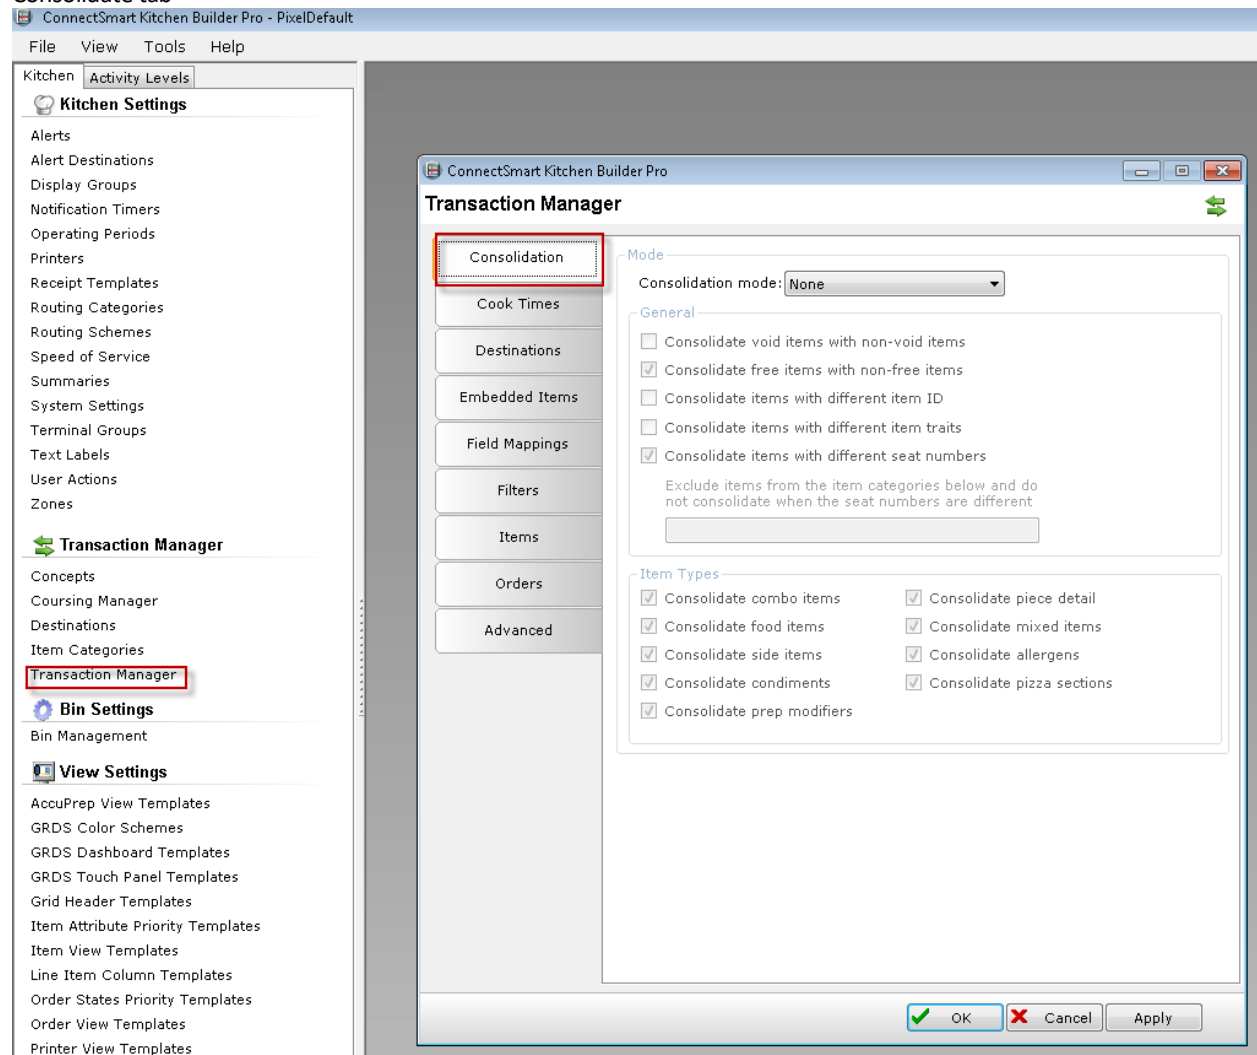 Consolidate tab
ConnectSmart Kitchen Builder Pro - PixelDefault
File View Tools Help
Kitchen Activity Levels
Kitchen Settings
Alerts
Alert Destinations
Display Groups
Notification Timers
Operating Periods
Printers
Receipt Templates
Routing Categories
Routing Schemes
Speed of Service
Summaries
System Settings
Terminal Groups
Text Labels
User Actions
Zones
Transaction Manager
Concepts
Coursing Manager
Destinations
Item Categories
Transaction Manager
Bin Settings
Bin Management
View Settings
AccuPrep View Templates
GRDS Color Schemes
GRDS Dashboard Templates
GRDS Touch Panel Templates
Grid Header Templates
Item Attribute Priority Templates
Item View Templates
Line Item Column Templates
Order States Priority Templates
Order View Templates
Printer View Templates
ConnectSmart Kitchen Builder Pro
Transaction Manager
Consolidation
Cook Times
Destinations
Embedded Items
Field Mappings
Filters
Items
Orders
Advanced
Mode
Consolidation mode: None
General
Consolidate void items with non-void items
Consolidate free items with non-free items
Consolidate items with different item ID
Consolidate items with different item traits
Consolidate items with different seat numbers
Exclude items from the item categories below and do
not consolidate when the seat numbers are different
Item Types
Consolidate combo items Consolidate piece detail
Consolidate food items Consolidate mixed items
Consolidate side items Consolidate allergens
Consolidate condiments Consolidate pizza sections
Consolidate prep modifiers
OK Cancel Apply